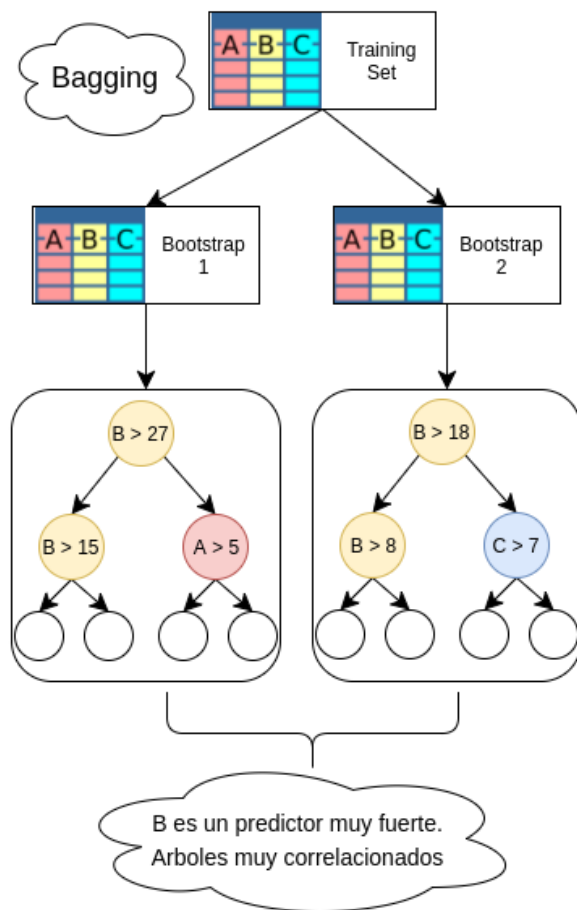 Bagging
A B C
Training
Set
A B C
Bootstrap
1
A B C
Bootstrap
2
B > 27
B > 15
A > 5
B > 18
B > 8
C > 7
B es un predictor muy fuerte.
Arboles muy correlacionados